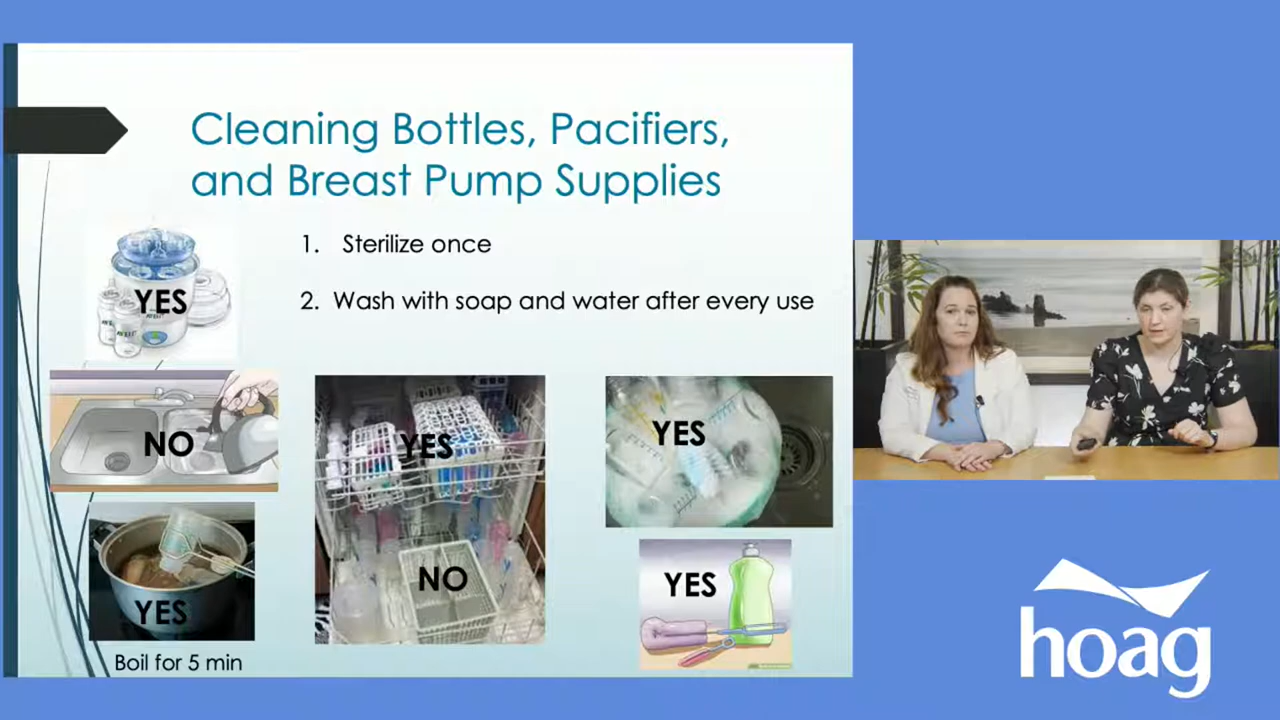 Cleaning Bottles, Pacifiers,
and Breast Pump Supplies
1. Sterilize once
2. Wash with soap and water after every use
YES
NO
YES
Boil for 5 min
YES
NO
YES
YES
hoag